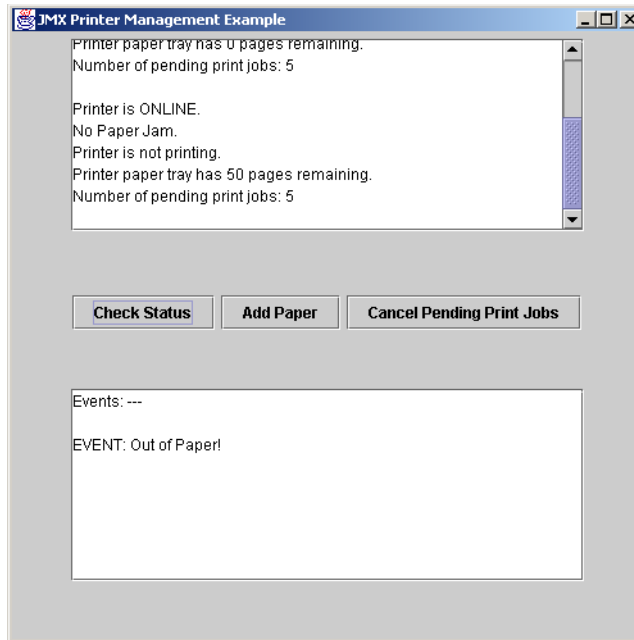 JMX Printer Management Example
Printer paper tray has 0 pages remaining.
Number of pending print jobs: 5
Printer is ONLINE.
No Paper Jam.
Printer is not printing.
Printer paper tray has 50 pages remaining.
Number of pending print jobs: 5
Check Status
Add Paper
Cancel Pending Print Jobs
Events: ---
EVENT: Out of Paper!